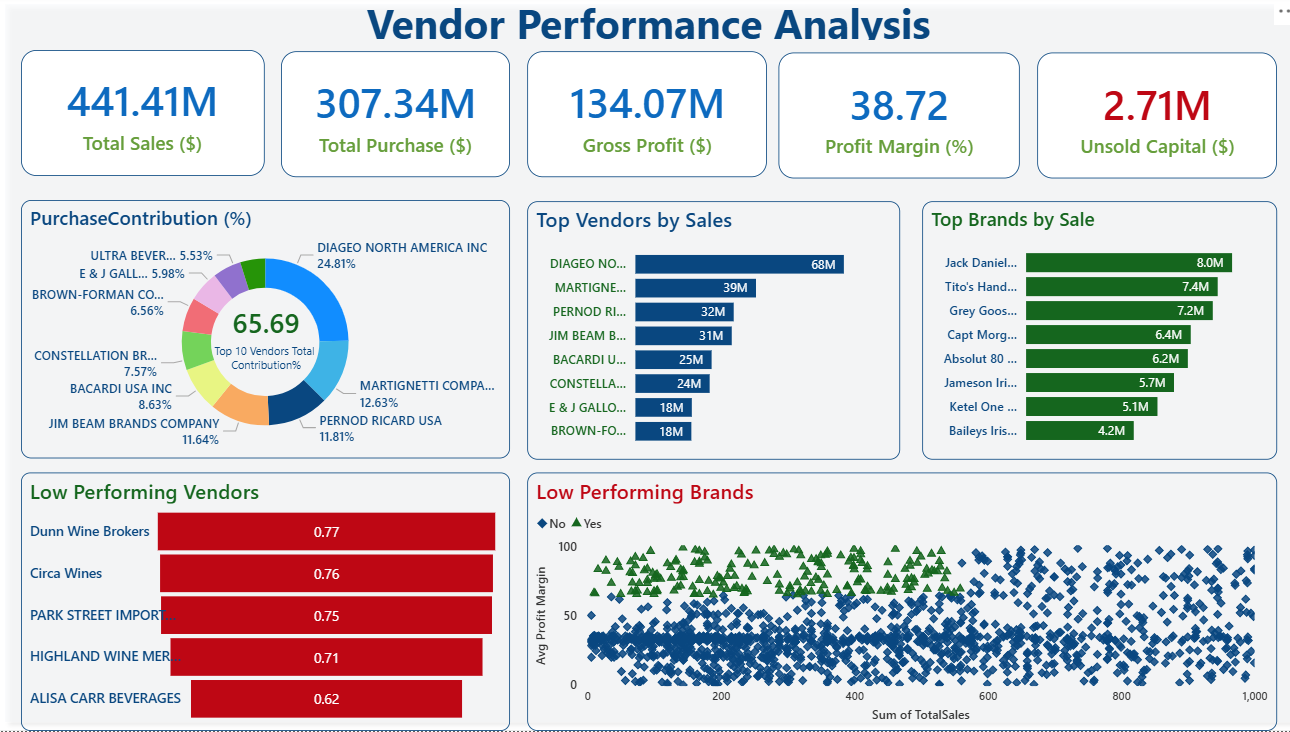 Vendor Performance Analysis
441.41M
Total Sales ($)
307.34M
Total Purchase ($)
134.07M
Gross Profit ($)
38.72
Profit Margin (%)
2.71M
Unsold Capital ($)
PurchaseContribution (%)
DIAGEO NORTH AMERICA INC
24.81%
MARTIGNETTI COMPA...
12.63%
PERNOD RICARD USA
11.81%
JIM BEAM BRANDS COMPANY
11.64%
BACARDI USA INC
8.63%
CONSTELLATION BR...
7.57%
BROWN-FORMAN CO...
6.56%
E & J GALL... 5.98%
ULTRA BEVER... 5.53%
65.69
Top 10 Vendors Total
Contribution%
Top Vendors by Sales
DIAGEO NO... 68M
MARTIGNE... 39M
PERNOD RI... 32M
JIM BEAM B... 31M
BACARDI U... 25M
CONSTELLA... 24M
E & J GALLO... 18M
BROWN-FO... 18M
Top Brands by Sale
Jack Daniel... 8.0M
Tito's Hand... 7.4M
Grey Goos... 7.2M
Capt Morg... 6.4M
Absolut 80 ... 6.2M
Jameson Iri... 5.7M
Ketel One ... 5.1M
Baileys Iris... 4.2M
Low Performing Vendors
Dunn Wine Brokers 0.77
Circa Wines 0.76
PARK STREET IMPORT... 0.75
HIGHLAND WINE MER... 0.71
ALISA CARR BEVERAGES 0.62
Low Performing Brands
No Yes
Avg Profit Margin
100
50
0
0 200 400 600 800 1,000
Sum of TotalSales